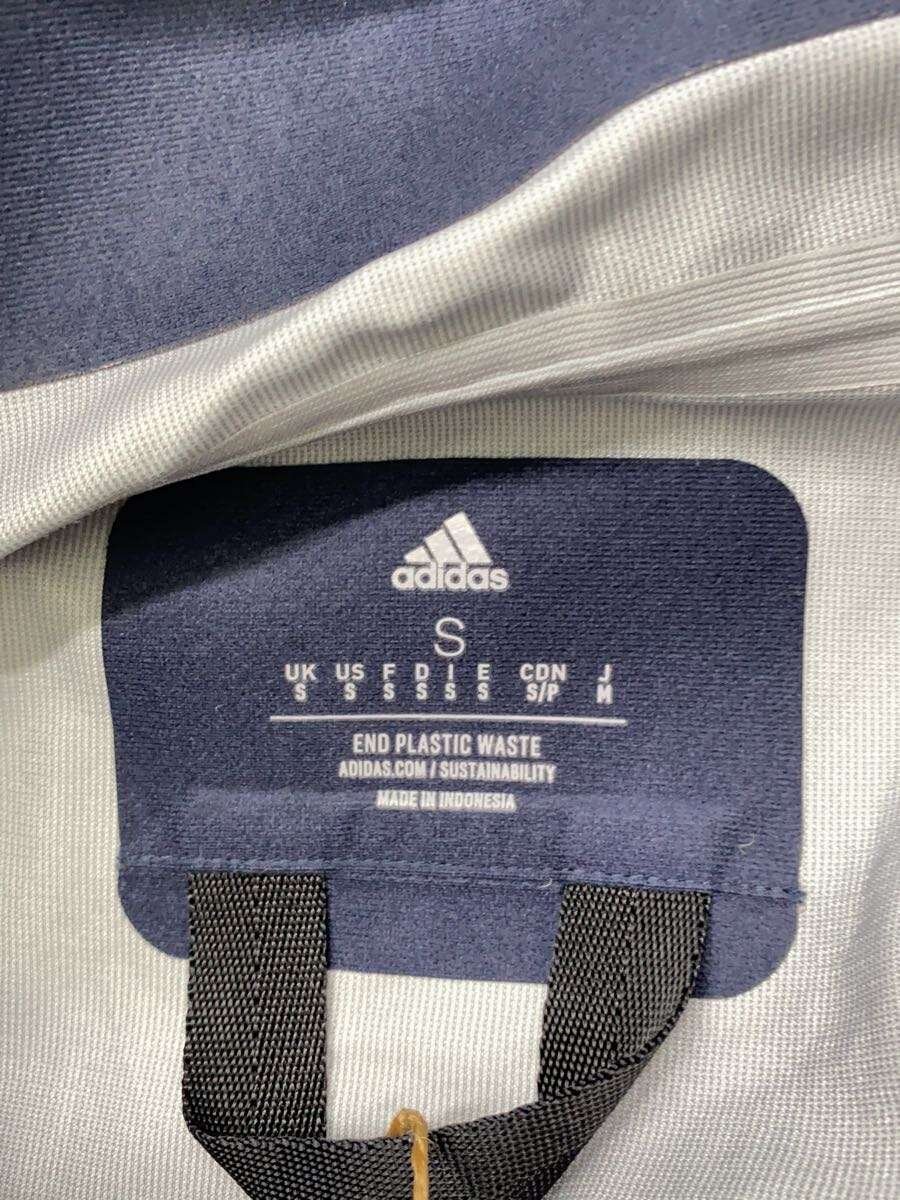 adidas
S
UK US F D I E CDN J
S S S S S S S/P M
END PLASTIC WASTE
ADIDAS.COM / SUSTAINABILITY
MADE IN INDONESIA